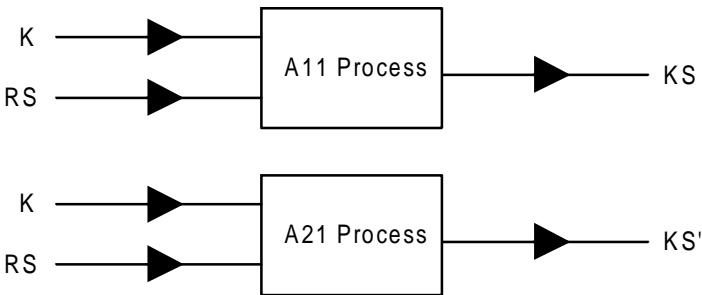 K
A11 Process
KS
RS
K
A21 Process
KS'
RS